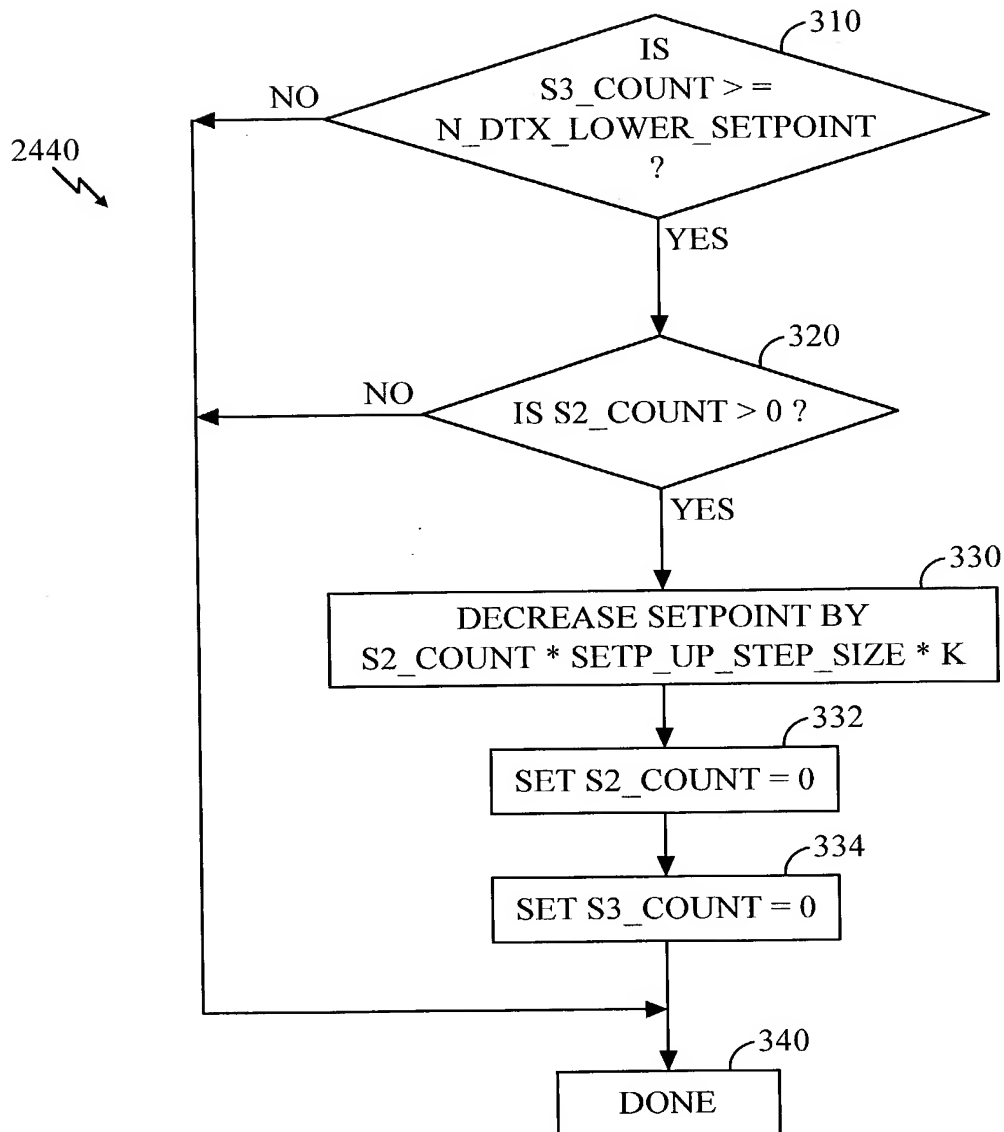 310
IS
S3_COUNT > =
N_DTX_LOWER_SETPOINT
?
NO
2440
YES
320
NO
IS S2_COUNT > 0 ?
YES
330
DECREASE SETPOINT BY
S2_COUNT * SETP_UP_STEP_SIZE * K
332
SET S2_COUNT = 0
334
SET S3_COUNT = 0
340
DONE